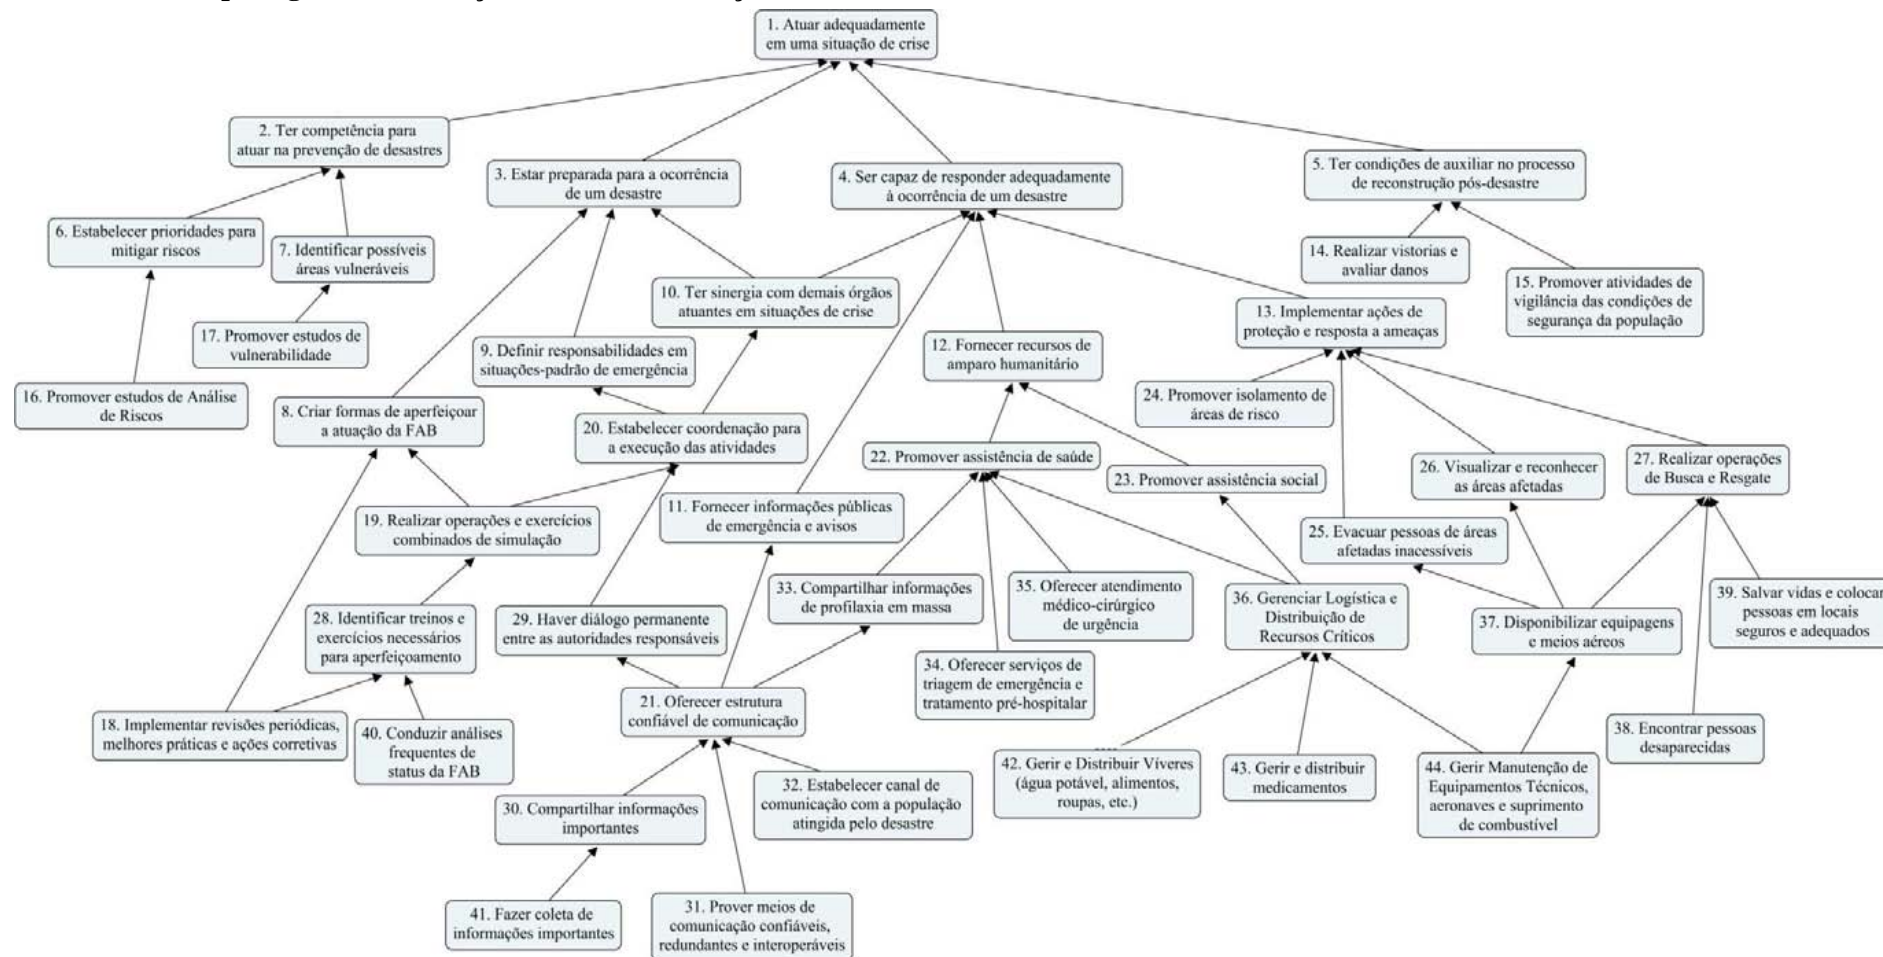 1. Atuar adequadamente
em uma situação de crise
2. Ter competência para
atuar na prevenção de desastres
3. Estar preparada para a ocorrência
de um desastre
4. Ser capaz de responder adequadamente
à ocorrência de um desastre
5. Ter condições de auxiliar no processo
de reconstrução pós-desastre
6. Estabelecer prioridades para
mitigar riscos
7. Identificar possíveis
áreas vulneráveis
14. Realizar vistorias e
avaliar danos
15. Promover atividades de
vigilância das condições de
segurança da população
10. Ter sinergia com demais órgãos
atuantes em situações de crise
13. Implementar ações de
proteção e resposta a ameaças
17. Promover estudos de
vulnerabilidade
9. Definir responsabilidades em
situações-padrão de emergência
12. Fornecer recursos de
amparo humanitário
16. Promover estudos de Análise
de Riscos
8. Criar formas de aperfeiçoar
a atuação da FAB
24. Promover isolamento de
áreas de risco
20. Estabelecer coordenação para
a execução das atividades
22. Promover assistência de saúde
23. Promover assistência social
26. Visualizar e reconhecer
as áreas afetadas
27. Realizar operações
de Busca e Resgate
19. Realizar operações e exercícios
combinados de simulação
11. Fornecer informações públicas
de emergência e avisos
25. Evacuar pessoas de áreas
afetadas inacessíveis
33. Compartilhar informações
de profilaxia em massa
35. Oferecer atendimento
médico-cirúrgico
de urgência
36. Gerenciar Logística e
Distribuição de
Recursos Críticos
39. Salvar vidas e colocar
pessoas em locais
seguros e adequados
28. Identificar treinos e
exercícios necessários
para aperfeiçoamento
29. Haver diálogo permanente
entre as autoridades responsáveis
37. Disponibilizar equipagens
e meios aéreos
34. Oferecer serviços de
triagem de emergência e
tratamento pré-hospitalar
21. Oferecer estrutura
confiável de comunicação
18. Implementar revisões periódicas,
melhores práticas e ações corretivas
40. Conduzir análises
frequentes de
status da FAB
38. Encontrar pessoas
desaparecidas
42. Gerir e Distribuir Víveres
(água potável, alimentos,
roupas, etc.)
43. Gerir e distribuir
medicamentos
44. Gerir Manutenção de
Equipamentos Técnicos,
aeronaves e suprimento
de combustível
32. Estabelecer canal de
comunicação com a população
atingida pelo desastre
30. Compartilhar informações
importantes
41. Fazer coleta de
informações importantes
31. Prover meios de
comunicação confiáveis,
redundantes e interoperáveis